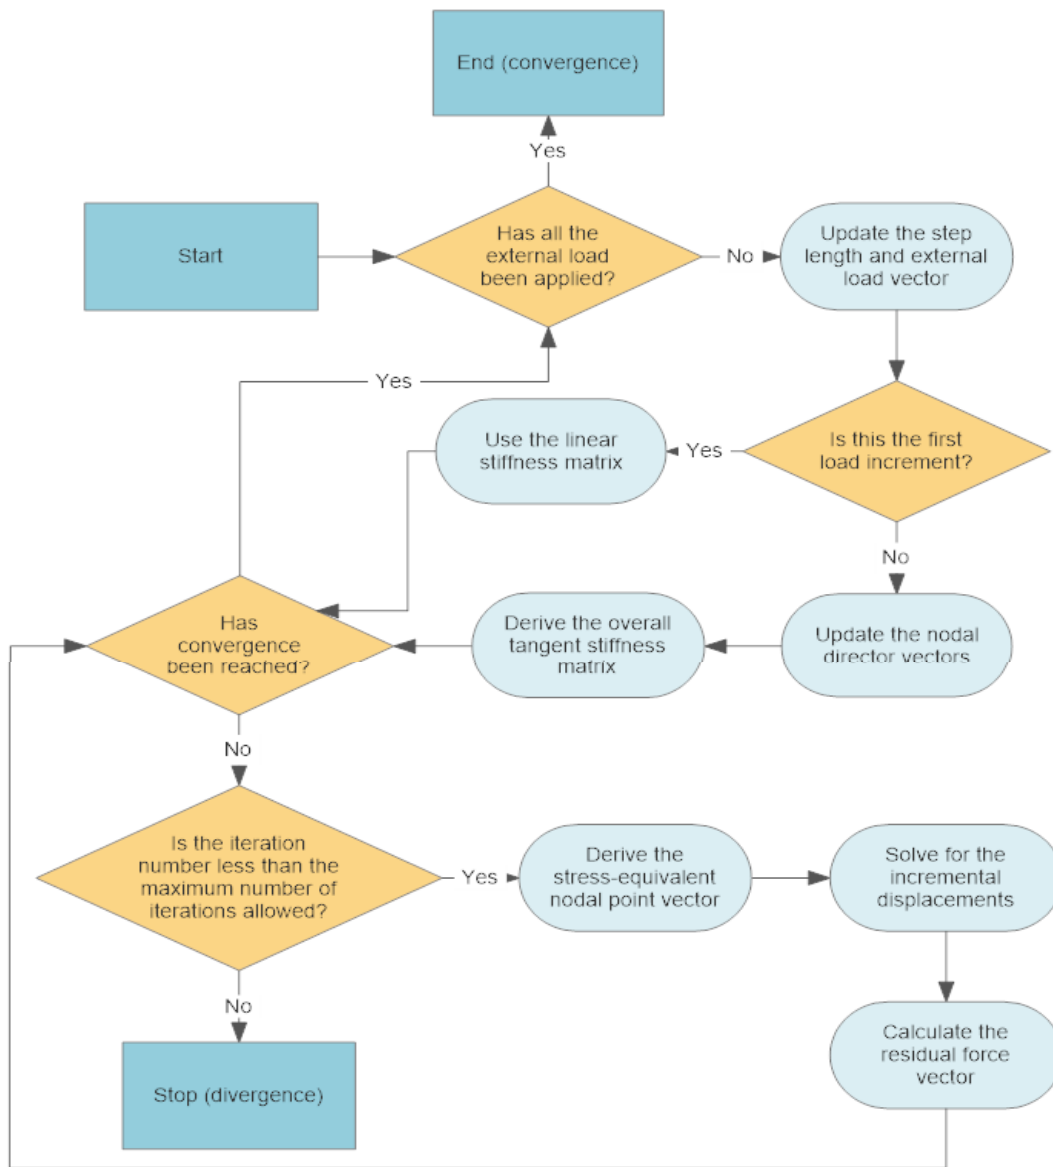 End (convergence)
Yes
Start
Has all the
external load
been applied?
No
Update the step
length and external
load vector
Yes
Use the linear
stiffness matrix
Yes
Is this the first
load increment?
No
Has
convergence
been reached?
Derive the overall
tangent stiffness
matrix
Update the nodal
director vectors
No
Is the iteration
number less than the
maximum number of
iterations allowed?
Yes
Derive the
stress-equivalent
nodal point vector
Solve for the
incremental
displacements
No
Calculate the
residual force
vector
Stop (divergence)